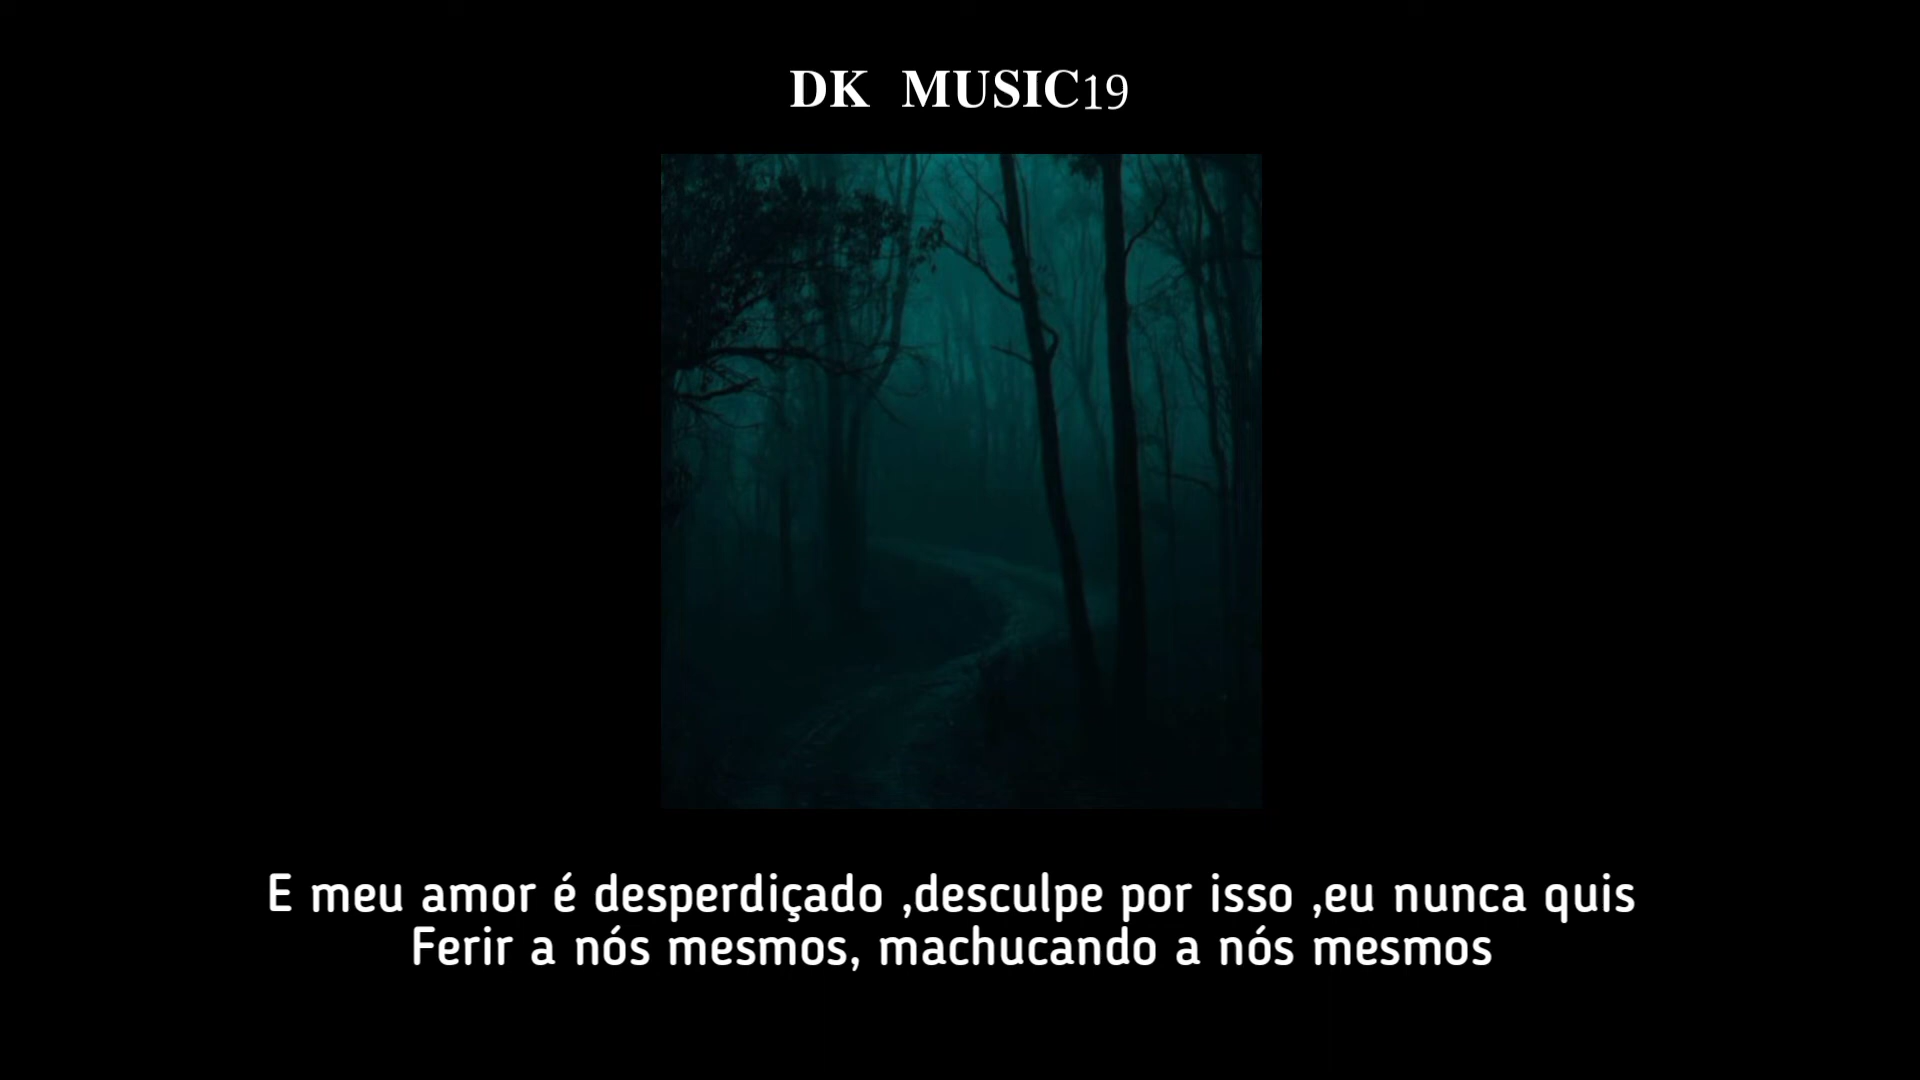 DK MUSIC19
E meu amor é desperdiçado ,desculpe por isso ,eu nunca quis
Ferir a nós mesmos, machucando a nós mesmos